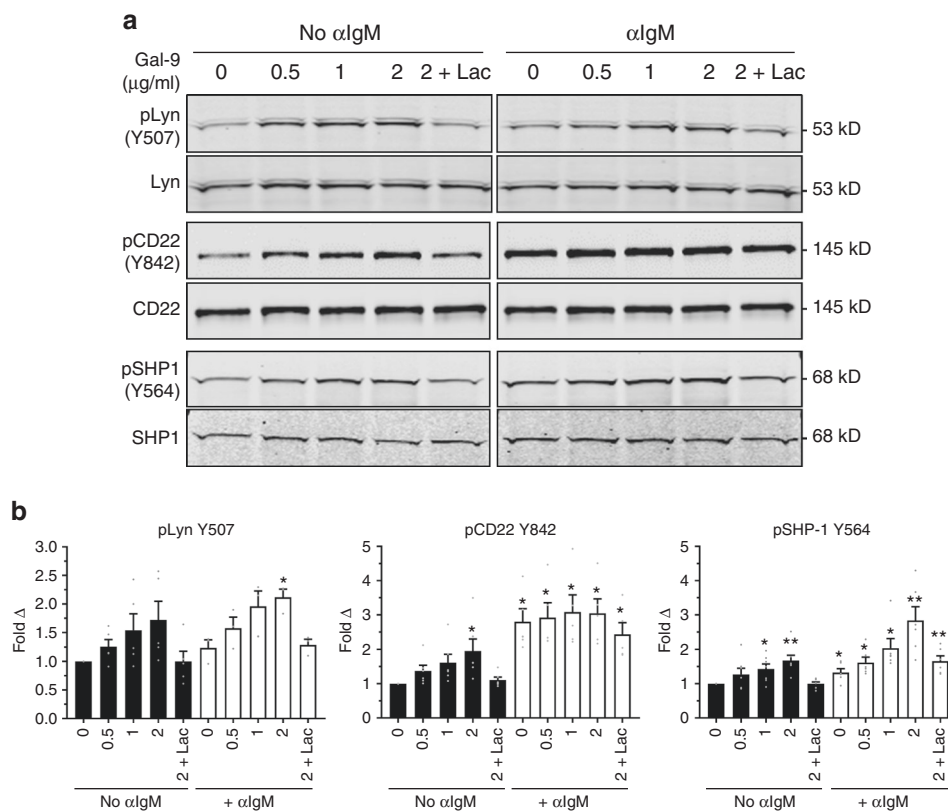 a
No αIgM αIgM
Gal-9 (μg/ml) 0 0.5 1 2 2 + Lac 0 0.5 1 2 2 + Lac
pLyn (Y507) 53 kD
Lyn 53 kD
pCD22 (Y842) 145 kD
CD22 145 kD
pSHP1 (Y564) 68 kD
SHP1 68 kD
b
pLyn Y507
Fold Δ
3.0
2.5
2.0
1.5
1.0
0.5
0.0
*
0 0.5 1 2 2 + Lac 0 0.5 1 2 2 + Lac
No αIgM + αIgM
pCD22 Y842
Fold Δ
5
4
3
2
1
0
* * * * * *
0 0.5 1 2 2 + Lac 0 0.5 1 2 2 + Lac
No αIgM + αIgM
pSHP-1 Y564
Fold Δ
5
4
3
2
1
0
* ** * * * ** **
0 0.5 1 2 2 + Lac 0 0.5 1 2 2 + Lac
No αIgM + αIgM